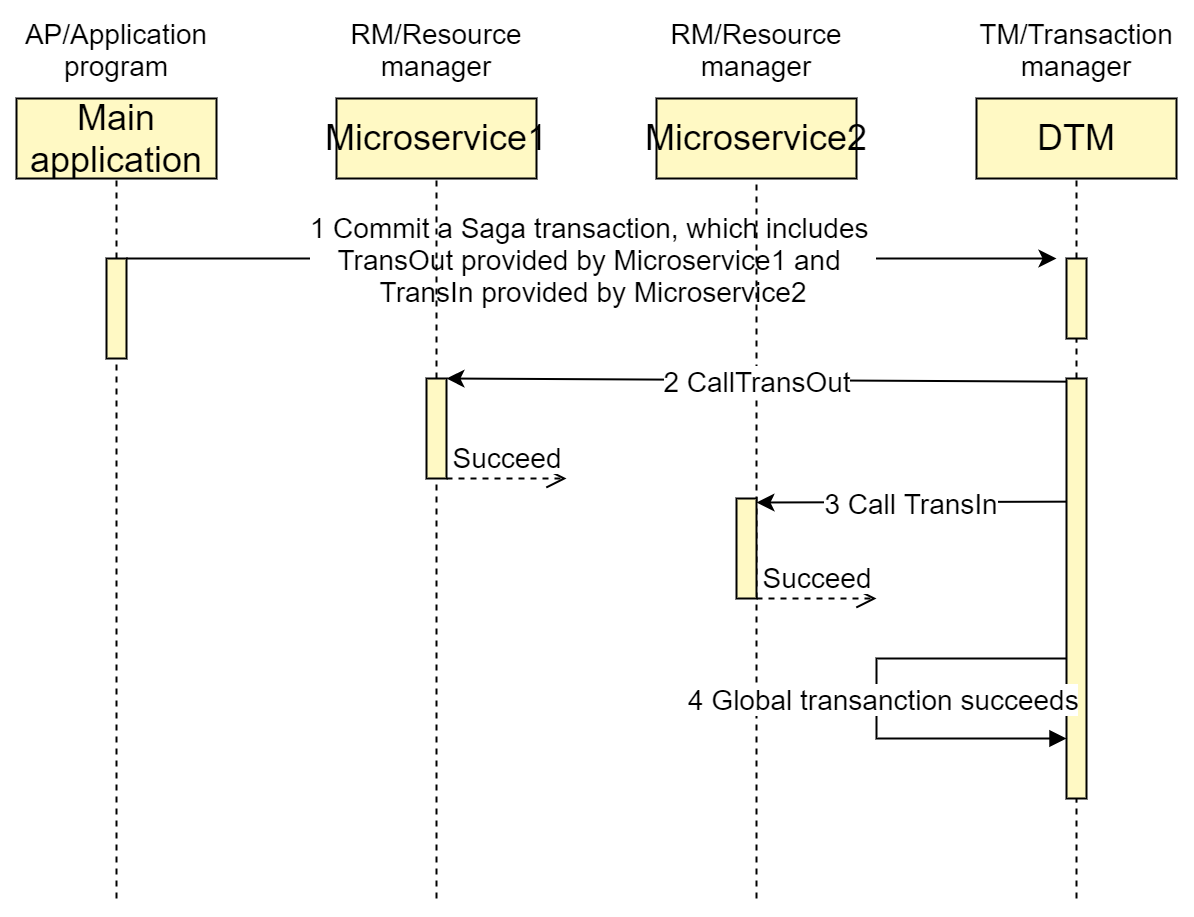 AP/Application
program
RM/Resource
manager
RM/Resource
manager
TM/Transaction
manager
Main
application
Microservice1
Microservice2
DTM
1 Commit a Saga transaction, which includes
TransOut provided by Microservice1 and
TransIn provided by Microservice2
2 CallTransOut
Succeed
3 Call TransIn
Succeed
4 Global transanction succeeds